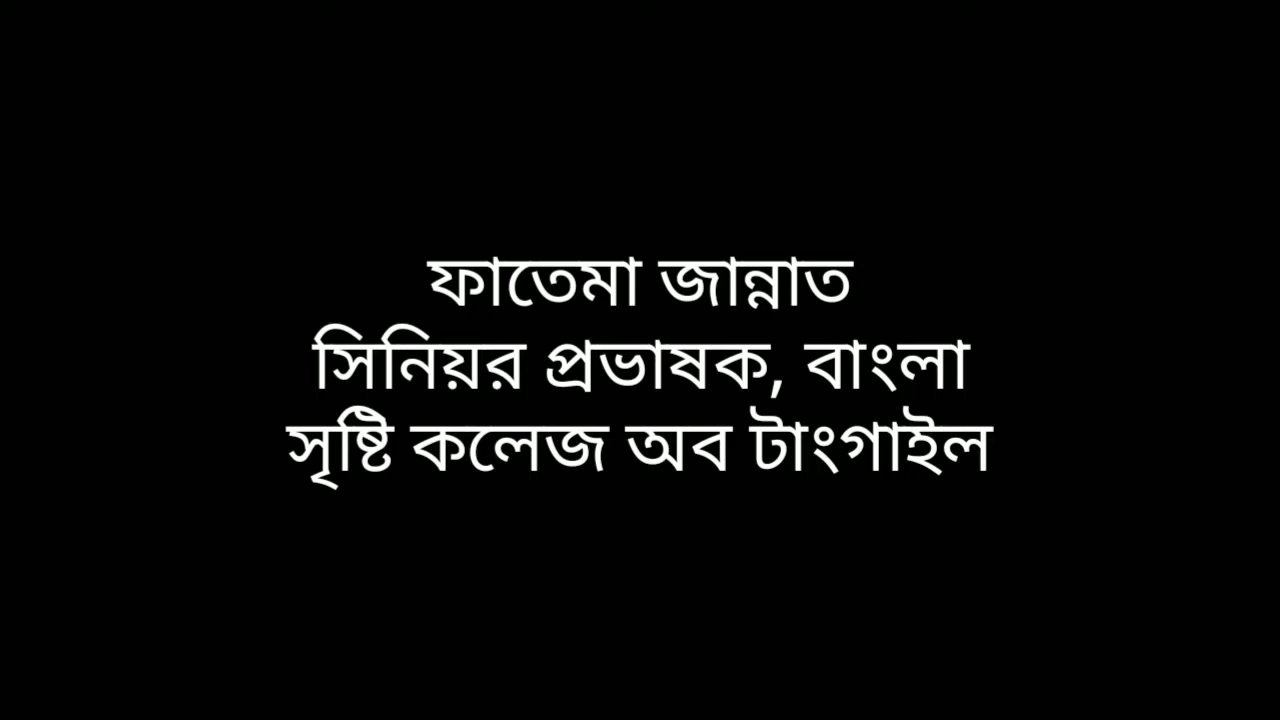 ফাতেমা জান্নাত
সিনিয়র প্রভাষক, বাংলা
সৃষ্টি কলেজ অব টাংগাইল